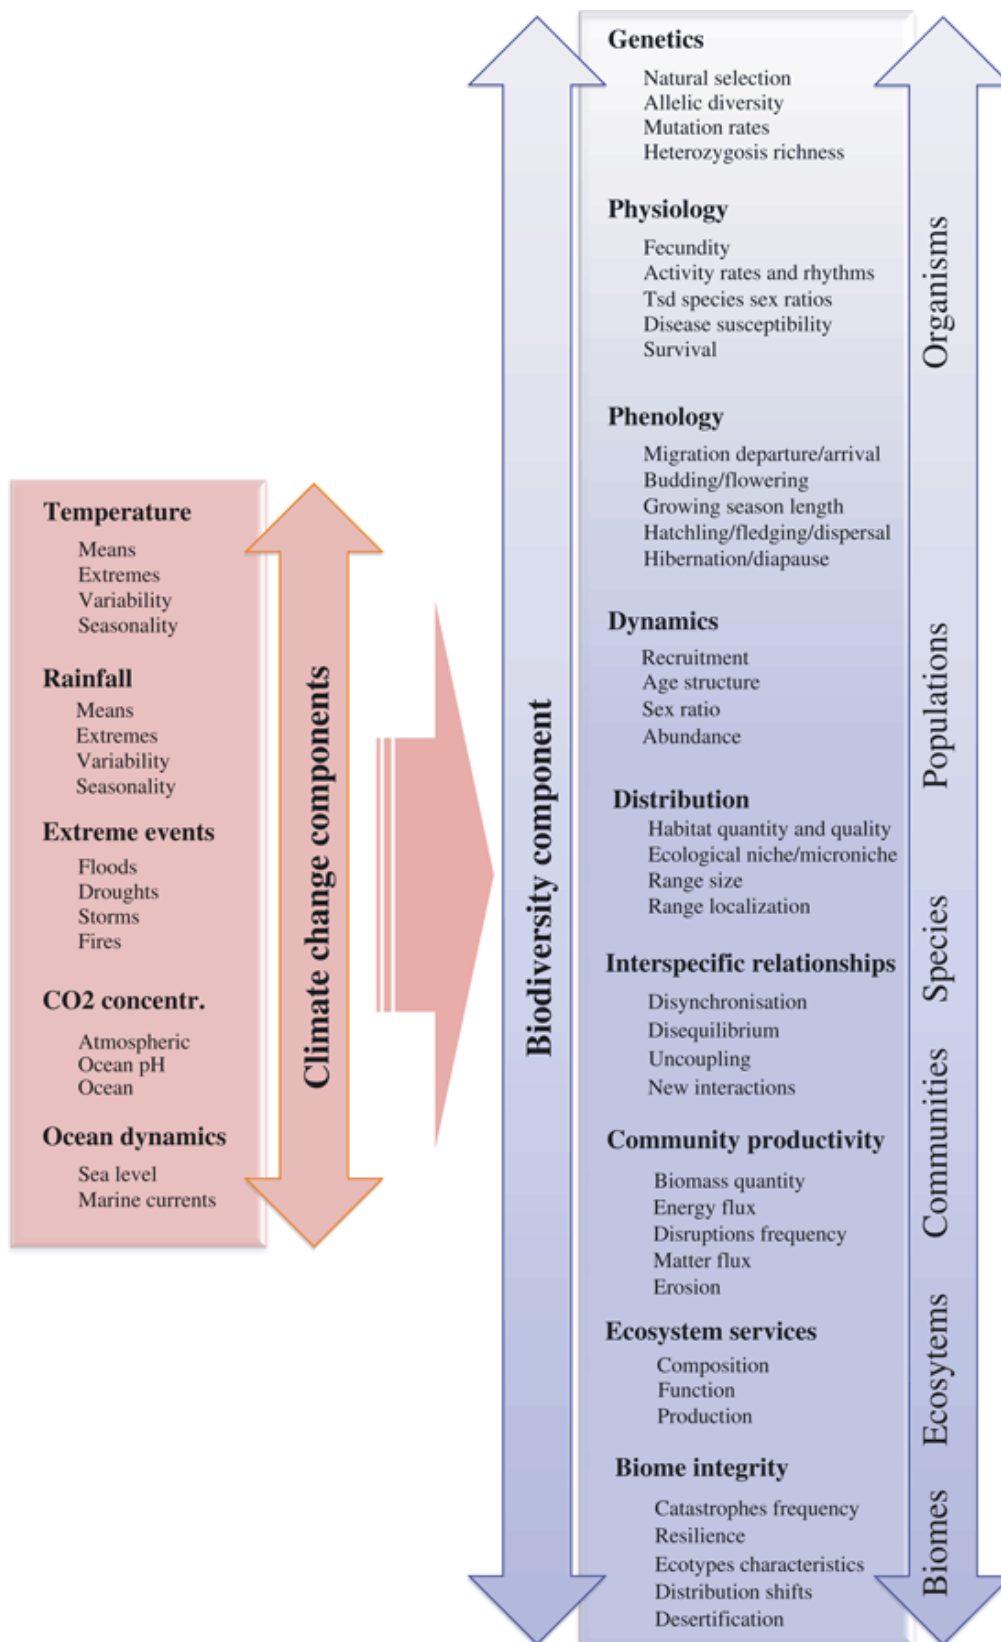 Temperature
Means
Extremes
Variability
Seasonality
Rainfall
Means
Extremes
Variability
Seasonality
Extreme events
Floods
Droughts
Storms
Fires
CO2 concentr.
Atmospheric
Ocean pH
Ocean
Ocean dynamics
Sea level
Marine currents
Climate change components
Biodiversity component
Genetics
Natural selection
Allelic diversity
Mutation rates
Heterozygosis richness
Physiology
Fecundity
Activity rates and rhythms
Tsd species sex ratios
Disease susceptibility
Survival
Phenology
Migration departure/arrival
Budding/flowering
Growing season length
Hatchling/fledging/dispersal
Hibernation/diapause
Dynamics
Recruitment
Age structure
Sex ratio
Abundance
Distribution
Habitat quantity and quality
Ecological niche/microniche
Range size
Range localization
Interspecific relationships
Disynchronisation
Disequilibrium
Uncoupling
New interactions
Community productivity
Biomass quantity
Energy flux
Disruptions frequency
Matter flux
Erosion
Ecosystem services
Composition
Function
Production
Biome integrity
Catastrophes frequency
Resilience
Ecotypes characteristics
Distribution shifts
Desertification
Organisms
Populations
Species
Communities
Ecosytems
Biomes